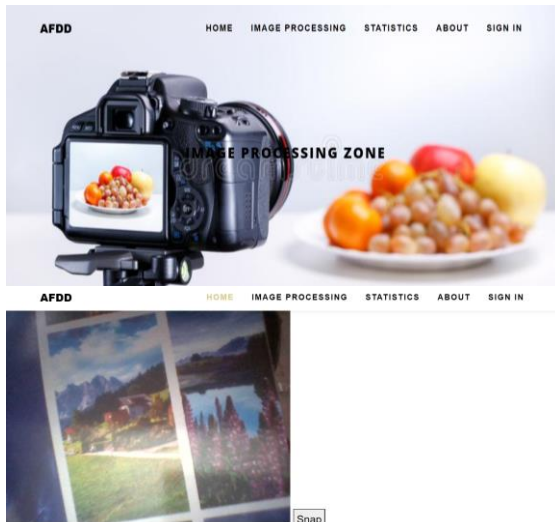 AFDD HOME IMAGE PROCESSING STATISTICS ABOUT SIGN IN
IMAGE PROCESSING ZONE
dreamstime
AFDD HOME IMAGE PROCESSING STATISTICS ABOUT SIGN IN
Snap